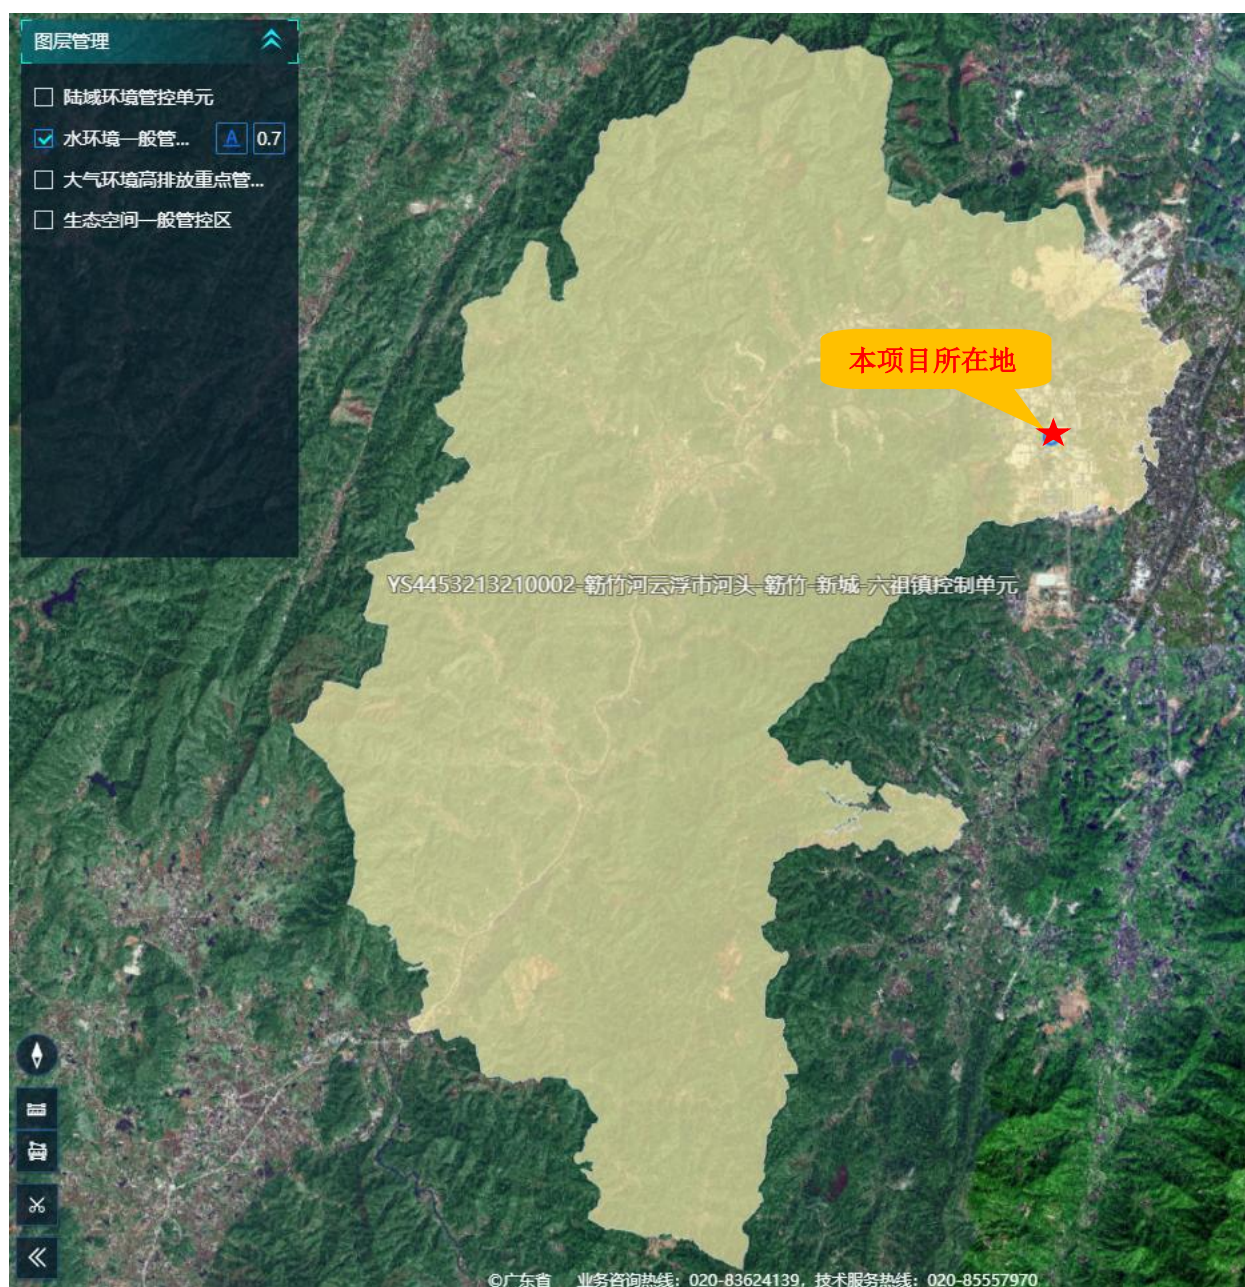 图层管理
陆域环境管控单元
水环境一般管... A 0.7
大气环境高排放重点管...
生态空间一般管控区
本项目所在地
YS4453213210002-簕竹河云浮市河头-簕竹-新城-六祖镇控制单元
©广东省 业务咨询热线：020-83624139，技术服务热线：020-85557970